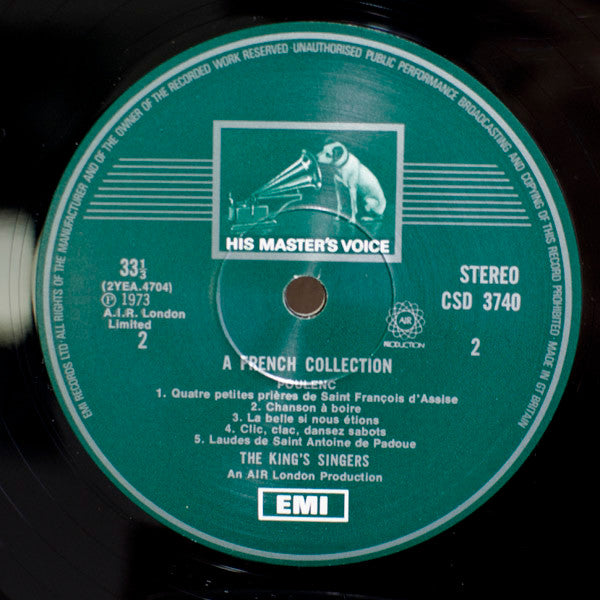 EMI RECORDS LTD · ALL RIGHTS OF THE MANUFACTURER AND OF THE OWNER OF THE RECORDED WORK RESERVED · UNAUTHORISED PUBLIC PERFORMANCE BROADCASTING AND COPYING OF THIS RECORD PROHIBITED MADE IN GT BRITAIN
HIS MASTER'S VOICE
33 1/3
(2YEA.4704)
Ⓟ 1973
A.I.R. London
Limited
2
STEREO
CSD 3740
AIR
PRODUCTION
2
A FRENCH COLLECTION
POULENC
1. Quatre petites prières de Saint François d'Assise
2. Chanson à boire
3. La belle si nous étions
4. Clic, clac, dansez sabots
5. Laudes de Saint Antoine de Padoue
THE KING'S SINGERS
An AIR London Production
EMI